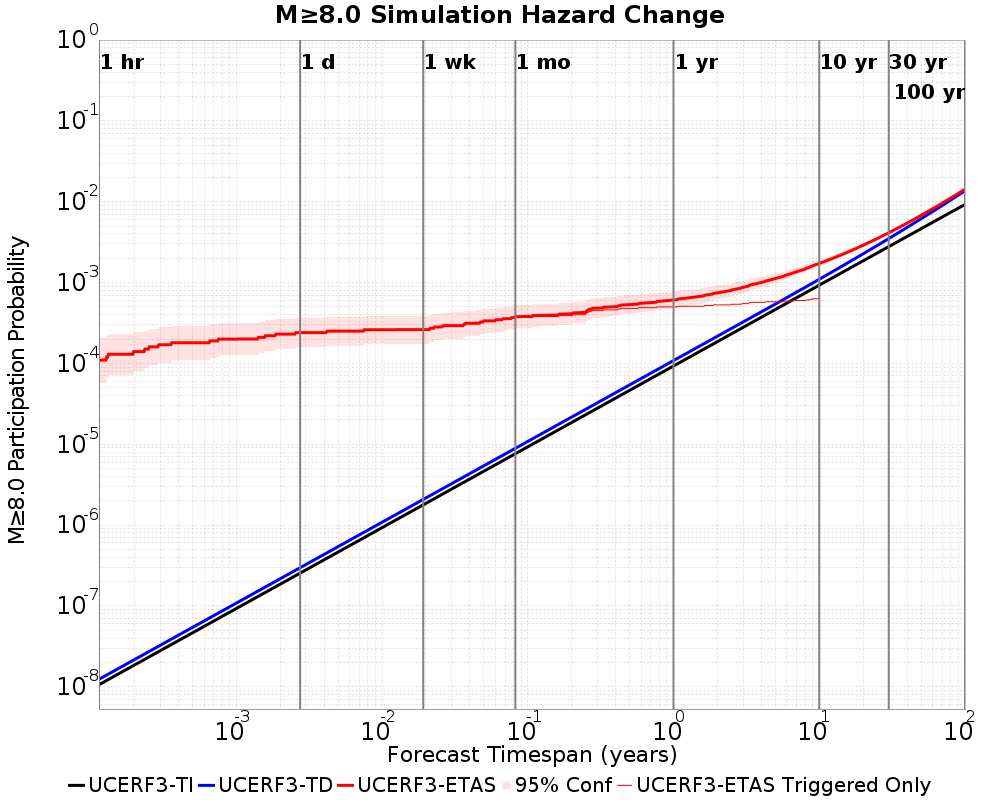 M≥8.0 Simulation Hazard Change
1 hr 1 d 1 wk 1 mo 1 yr 10 yr 30 yr
100 yr
10^0
10^-1
10^-2
10^-3
10^-4
10^-5
10^-6
10^-7
10^-8
M≥8.0 Participation Probability
10^-3 10^-2 10^-1 10^0 10^1 10^2
Forecast Timespan (years)
UCERF3-TI UCERF3-TD UCERF3-ETAS 95% Conf UCERF3-ETAS Triggered Only